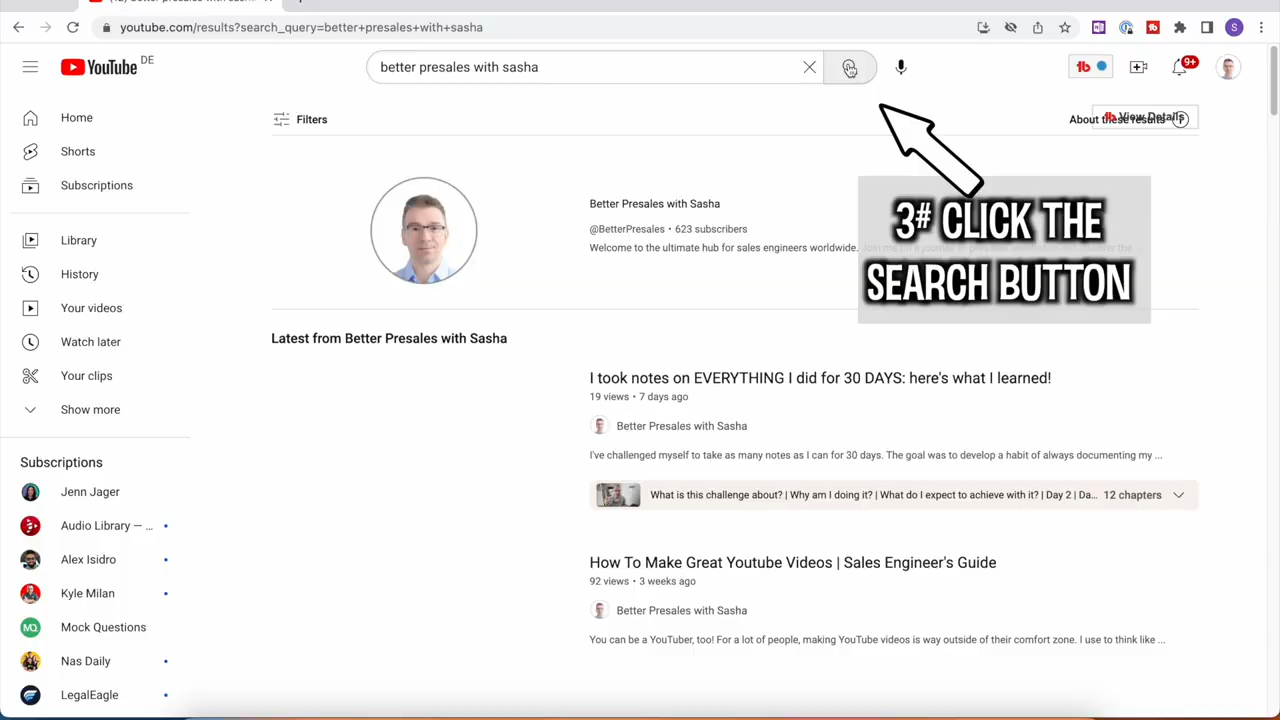 youtube.com/results?search_query=better+presales+with+sasha
S
YouTube DE
better presales with sasha
9+
Home
Shorts
Subscriptions
Library
History
Your videos
Watch later
Your clips
Show more
Subscriptions
Jenn Jager
Audio Library — ...
Alex Isidro
Kyle Milan
MQ Mock Questions
Nas Daily
LegalEagle
Filters
About these results
View Details
Better Presales with Sasha
@BetterPresales • 623 subscribers
Welcome to the ultimate hub for sales engineers worldwide.
3# CLICK THE
SEARCH BUTTON
Latest from Better Presales with Sasha
I took notes on EVERYTHING I did for 30 DAYS: here's what I learned!
19 views • 7 days ago
Better Presales with Sasha
I've challenged myself to take as many notes as I can for 30 days. The goal was to develop a habit of always documenting my ...
What is this challenge about? | Why am I doing it? | What do I expect to achieve with it? | Day 2 | Da... 12 chapters
How To Make Great Youtube Videos | Sales Engineer's Guide
92 views • 3 weeks ago
Better Presales with Sasha
You can be a YouTuber, too! For a lot of people, making YouTube videos is way outside of their comfort zone. I use to think like ...